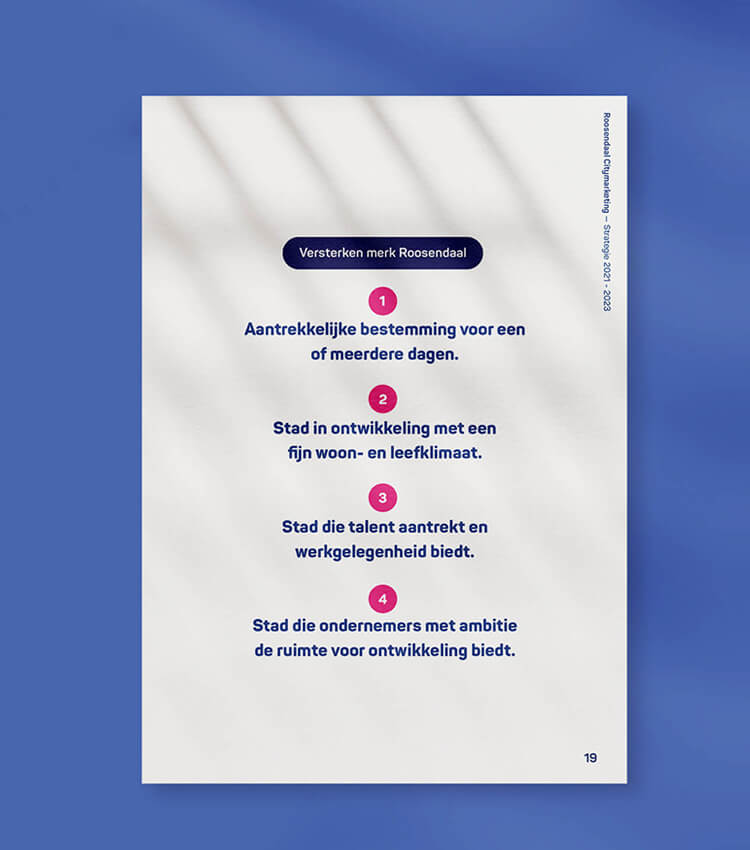 Roosendaal Citymarketing — Strategie 2021 - 2023
Versterken merk Roosendaal
1
Aantrekkelijke bestemming voor een
of meerdere dagen.
2
Stad in ontwikkeling met een
fijn woon- en leefklimaat.
3
Stad die talent aantrekt en
werkgelegenheid biedt.
4
Stad die ondernemers met ambitie
de ruimte voor ontwikkeling biedt.
19